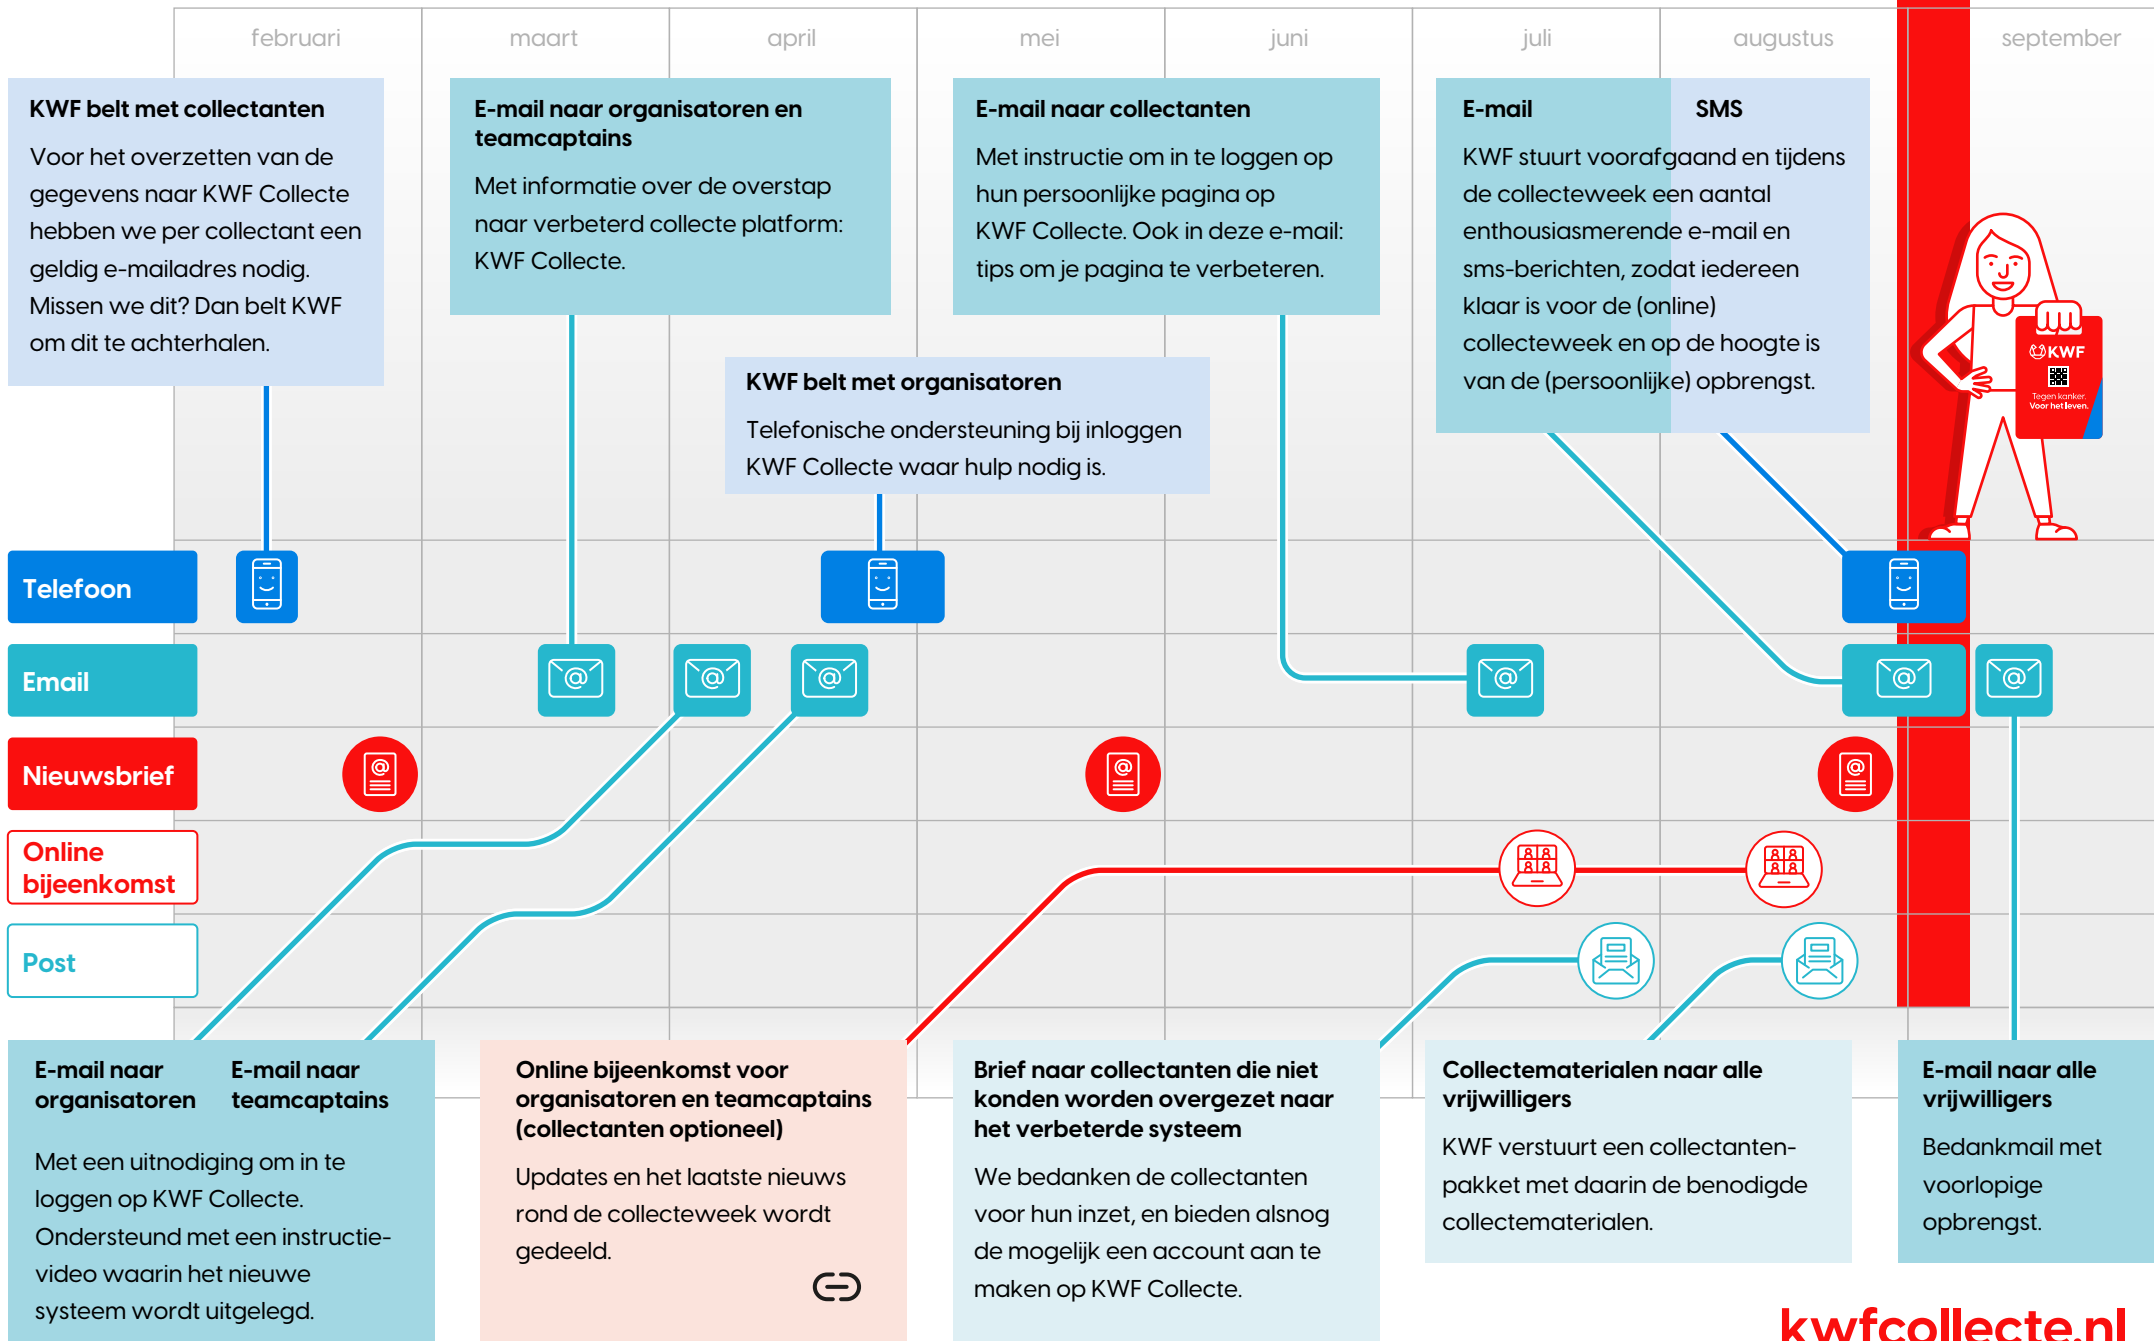 februari
maart
april
mei
juni
juli
augustus
september
KWF belt met collectanten
Voor het overzetten van de
gegevens naar KWF Collecte
hebben we per collectant een
geldig e-mailadres nodig.
Missen we dit? Dan belt KWF
om dit te achterhalen.
E-mail naar organisatoren en
teamcaptains
Met informatie over de overstap
naar verbeterd collecte platform:
KWF Collecte.
E-mail naar collectanten
Met instructie om in te loggen op
hun persoonlijke pagina op
KWF Collecte. Ook in deze e-mail:
tips om je pagina te verbeteren.
E-mail
SMS
KWF stuurt voorafgaand en tijdens
de collecteweek een aantal
enthousiasmerende e-mail en
sms-berichten, zodat iedereen
klaar is voor de (online)
collecteweek en op de hoogte is
van de (persoonlijke) opbrengst.
KWF
Tegen kanker.
Voor het leven.
KWF belt met organisatoren
Telefonische ondersteuning bij inloggen
KWF Collecte waar hulp nodig is.
Telefoon
Email
Nieuwsbrief
Online
bijeenkomst
Post
E-mail naar
organisatoren
E-mail naar
teamcaptains
Met een uitnodiging om in te
loggen op KWF Collecte.
Ondersteund met een instructie-
video waarin het nieuwe
systeem wordt uitgelegd.
Online bijeenkomst voor
organisatoren en teamcaptains
(collectanten optioneel)
Updates en het laatste nieuws
rond de collecteweek wordt
gedeeld.
Brief naar collectanten die niet
konden worden overgezet naar
het verbeterde systeem
We bedanken de collectanten
voor hun inzet, en bieden alsnog
de mogelijk een account aan te
maken op KWF Collecte.
Collectematerialen naar alle
vrijwilligers
KWF verstuurt een collectanten-
pakket met daarin de benodigde
collectematerialen.
E-mail naar alle
vrijwilligers
Bedankmail met
voorlopige
opbrengst.
kwfcollecte.nl